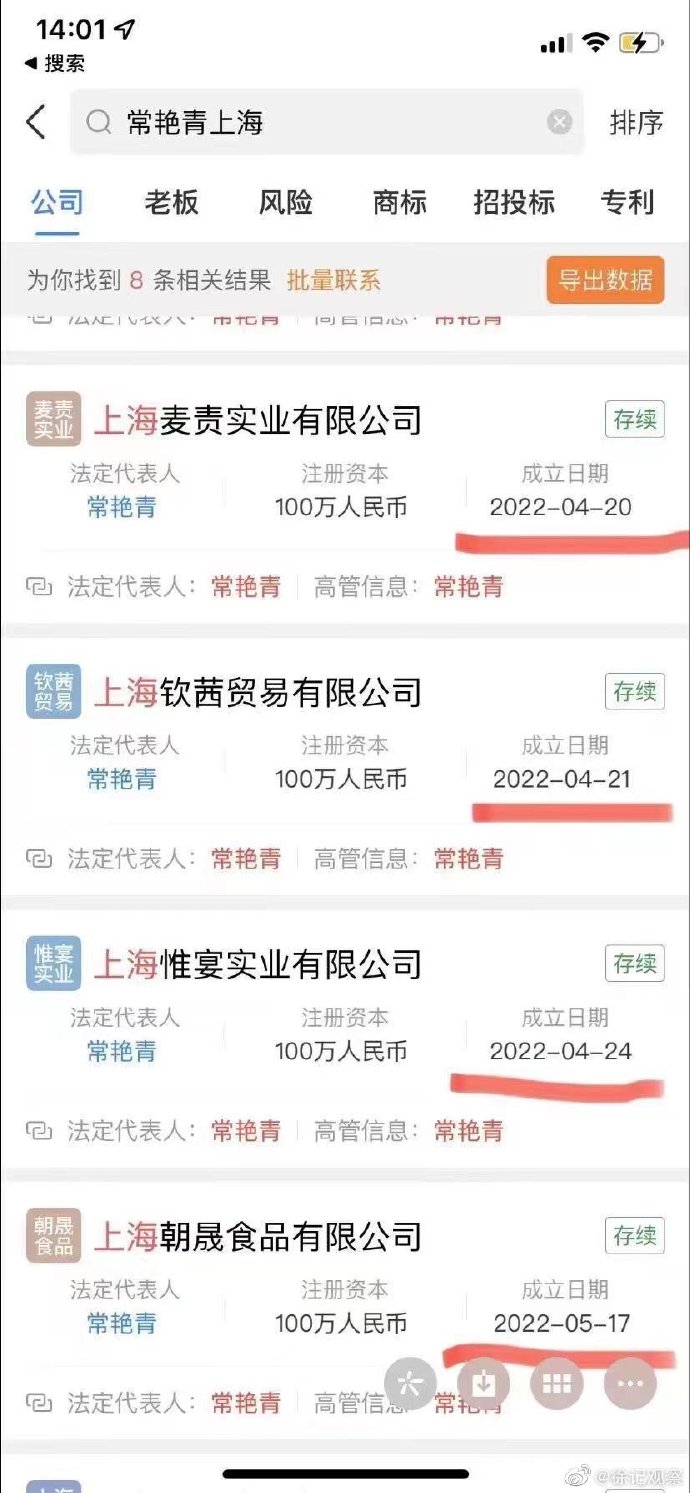 14:01
搜索
常艳青上海
排序
公司 老板 风险 商标 招投标 专利
为你找到 8 条相关结果 批量联系 导出数据
法定代表人: 常艳青 高管信息: 常艳青
麦责实业 上海麦责实业有限公司 存续
法定代表人 注册资本 成立日期
常艳青 100万人民币 2022-04-20
法定代表人: 常艳青 高管信息: 常艳青
钦茜贸易 上海钦茜贸易有限公司 存续
法定代表人 注册资本 成立日期
常艳青 100万人民币 2022-04-21
法定代表人: 常艳青 高管信息: 常艳青
惟宴实业 上海惟宴实业有限公司 存续
法定代表人 注册资本 成立日期
常艳青 100万人民币 2022-04-24
法定代表人: 常艳青 高管信息: 常艳青
朝晟食品 上海朝晟食品有限公司 存续
法定代表人 注册资本 成立日期
常艳青 100万人民币 2022-05-17
法定代表人: 常艳青 高管信息: 常艳青
@徐记观察